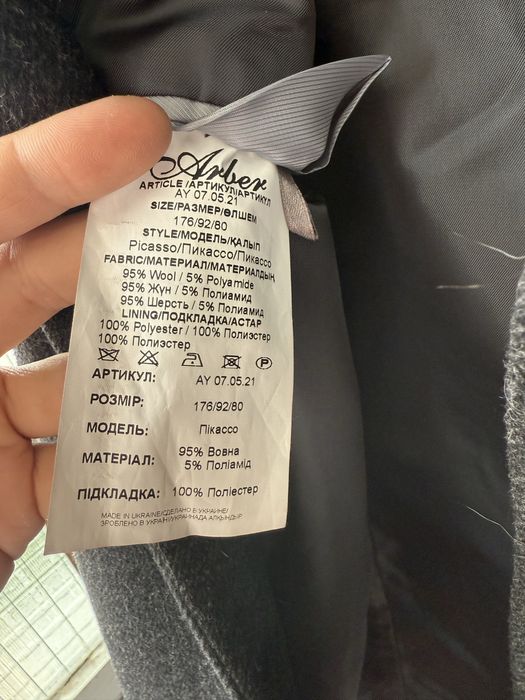 Arber
ARTICLE/АРТИКУЛ/АРТИКУЛ
AY 07.05.21
SIZE/РАЗМЕР/ӨЛШЕМ
176/92/80
STYLE/МОДЕЛЬ/ҚАЛЫП
Picasso/Пикассо/Пикассо
FABRIC/МАТЕРИАЛ/МАТЕРИАЛДЫҢ
95% Wool / 5% Polyamide
95% Жүн / 5% Полиамид
95% Шерсть / 5% Полиамид
LINING/ПОДКЛАДКА/АСТАР
100% Polyester / 100% Полиэстер
100% Полиэстер
P
АРТИКУЛ: AY 07.05.21
РОЗМІР: 176/92/80
МОДЕЛЬ: Пікассо
МАТЕРІАЛ: 95% Вовна
5% Поліамід
ПІДКЛАДКА: 100% Поліестер
MADE IN UKRAINE/СДЕЛАНО В УКРАИНЕ/
ЗРОБЛЕНО В УКРАЇНІ/УКРАИНАДА